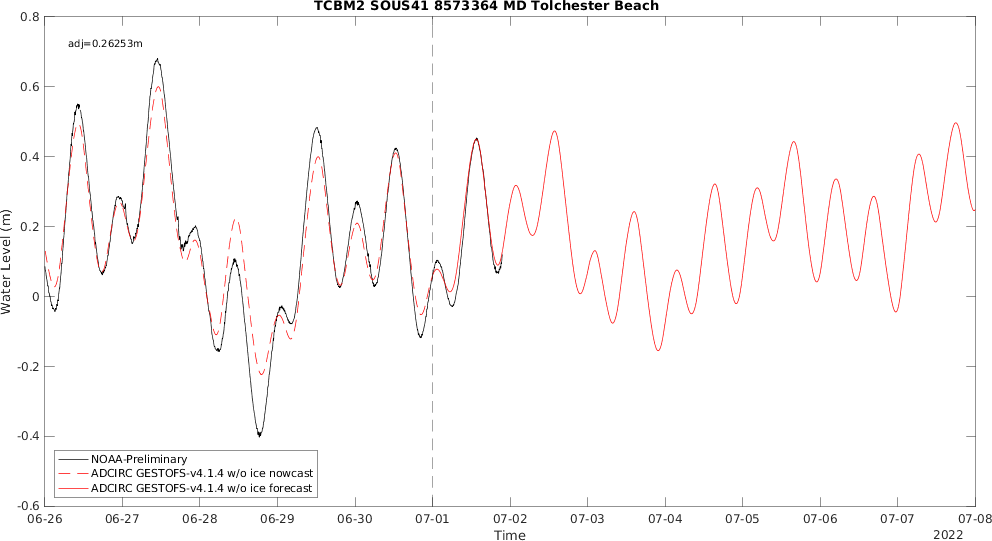 TCBM2 SOUS41 8573364 MD Tolchester Beach
adj=0.26253m
Water Level (m)
0.8
0.6
0.4
0.2
0
-0.2
-0.4
-0.6
NOAA-Preliminary
ADCIRC GESTOFS-v4.1.4 w/o ice nowcast
ADCIRC GESTOFS-v4.1.4 w/o ice forecast
06-26 06-27 06-28 06-29 06-30 07-01 07-02 07-03 07-04 07-05 07-06 07-07 07-08
Time
2022